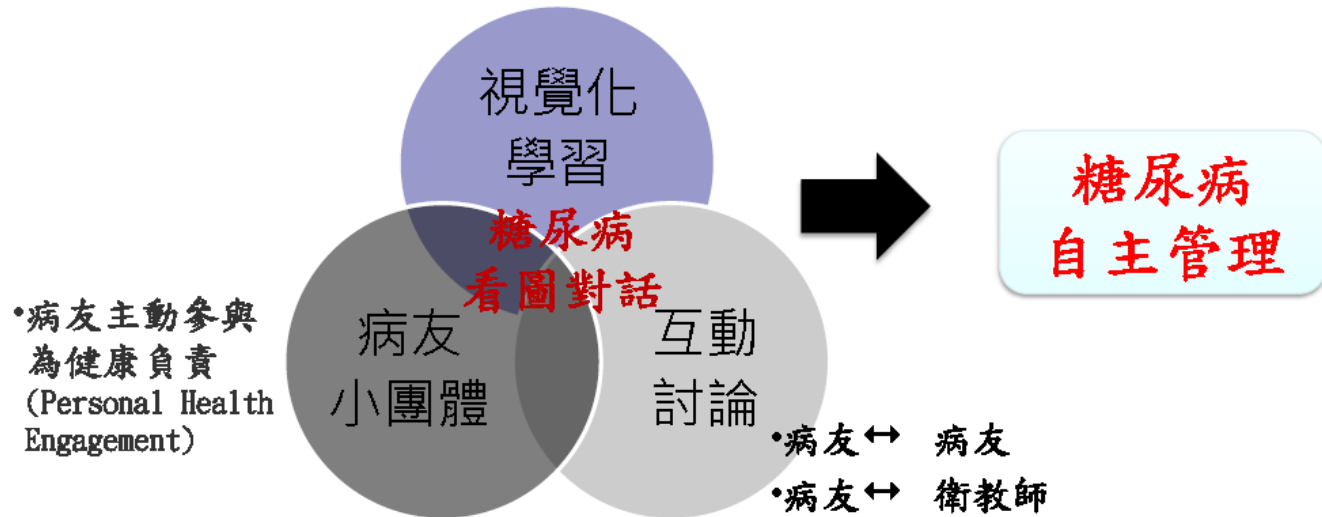 視覺化
學習
糖尿病
看圖對話
病友
小團體
互動
討論
•病友主動參與
為健康負責
(Personal Health
Engagement)
•病友↔ 病友
•病友↔ 衛教師
糖尿病
自主管理